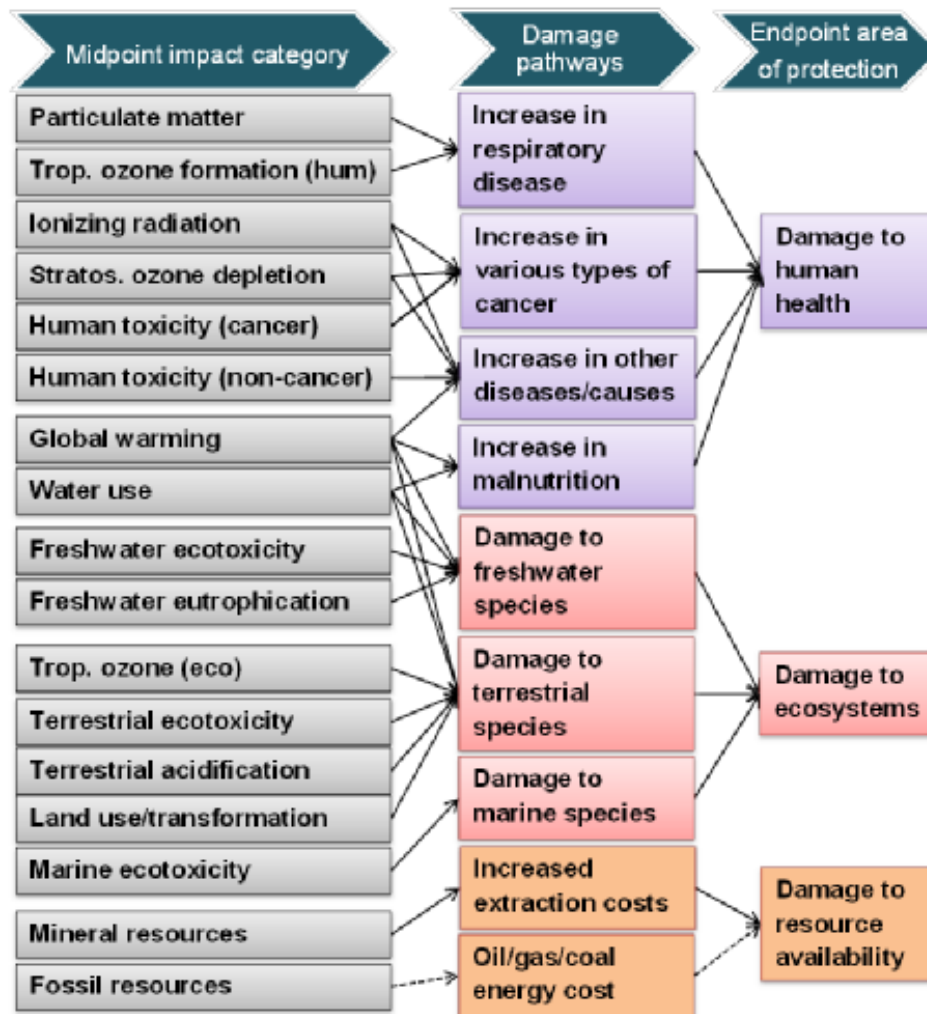 Midpoint impact category
Damage
pathways
Endpoint area
of protection
Particulate matter
Trop. ozone formation (hum)
Ionizing radiation
Stratos. ozone depletion
Human toxicity (cancer)
Human toxicity (non-cancer)
Global warming
Water use
Freshwater ecotoxicity
Freshwater eutrophication
Trop. ozone (eco)
Terrestrial ecotoxicity
Terrestrial acidification
Land use/transformation
Marine ecotoxicity
Mineral resources
Fossil resources
Increase in
respiratory
disease
Increase in
various types of
cancer
Increase in other
diseases/causes
Increase in
malnutrition
Damage to
freshwater
species
Damage to
terrestrial
species
Damage to
marine species
Increased
extraction costs
Oil/gas/coal
energy cost
Damage to
human
health
Damage to
ecosystems
Damage to
resource
availability